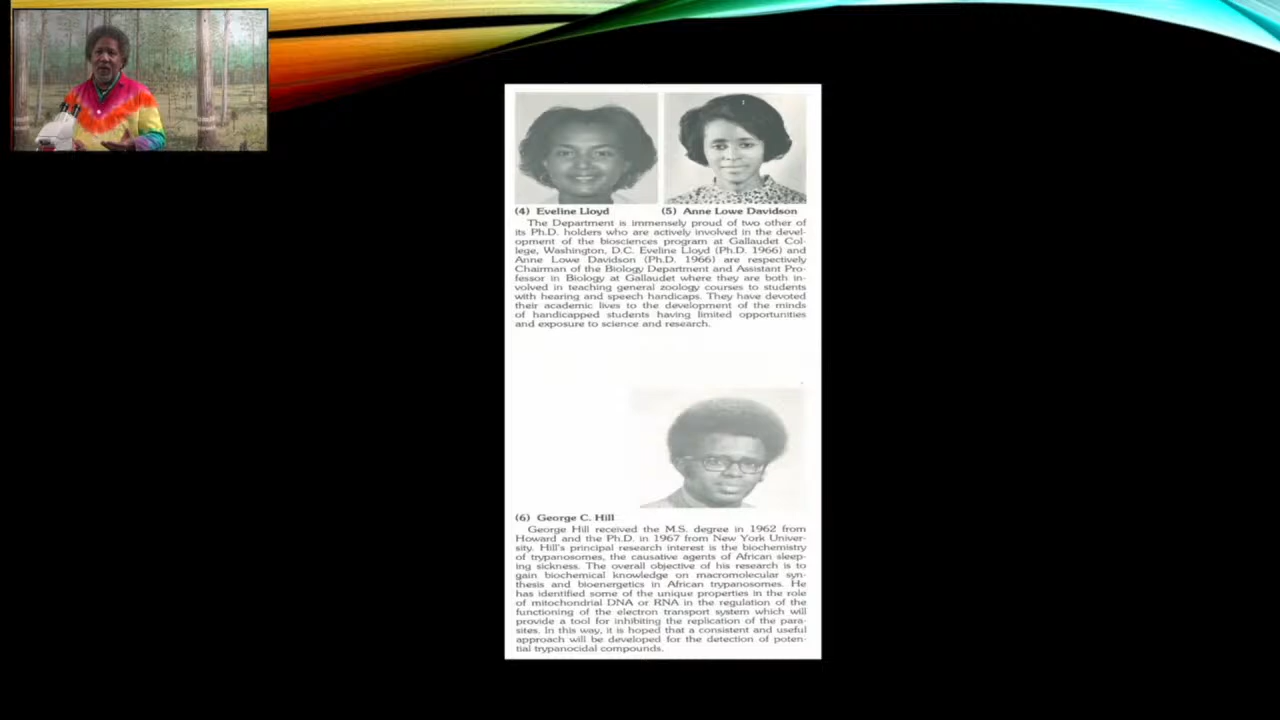 (4) Eveline Lloyd
(5) Anne Lowe Davidson
The Department is immensely proud of two other of
its Ph.D. holders who are actively involved in the devel-
opment of the biosciences program at Gallaudet Col-
lege, Washington, D.C. Eveline Lloyd (Ph.D. 1966) and
Anne Lowe Davidson (Ph.D. 1966) are respectively
Chairman of the Biology Department and Assistant Pro-
fessor in Biology at Gallaudet where they are both in-
volved in teaching general zoology courses to students
with hearing and speech handicaps. They have devoted
their academic lives to the development of the minds
of handicapped students having limited opportunities
and exposure to science and research.
(6) George C. Hill
George Hill received the M.S. degree in 1962 from
Howard and the Ph.D. in 1967 from New York Univer-
sity. Hill's principal research interest is the biochemistry
of trypanosomes, the causative agents of African sleep-
ing sickness. The overall objective of his research is to
gain biochemical knowledge on macromolecular syn-
thesis and bioenergetics in African trypanosomes. He
has identified some of the unique properties in the role
of mitochondrial DNA or RNA in the regulation of the
functioning of the electron transport system which will
provide a tool for inhibiting the replication of the para-
sites. In this way, it is hoped that a consistent and useful
approach will be developed for the detection of poten-
tial trypanocidal compounds.